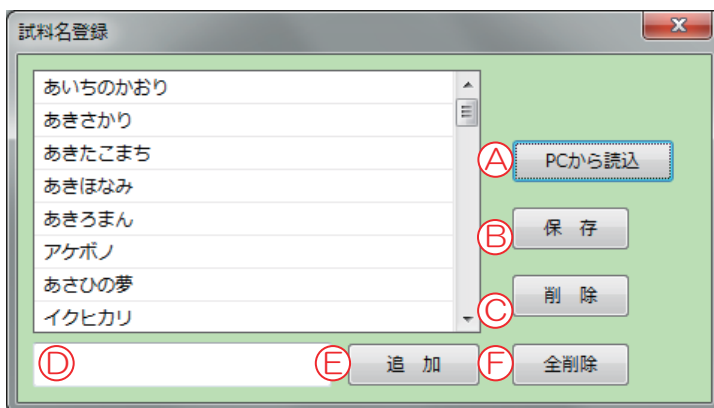 試料名登録
あいちのかおり
あきさかり
あきたこまち
あきほなみ
あきろまん
アケボノ
あさひの夢
イクヒカリ
Ⓐ PCから読込
Ⓑ 保 存
Ⓒ 削 除
Ⓓ
Ⓔ 追 加
Ⓕ 全削除